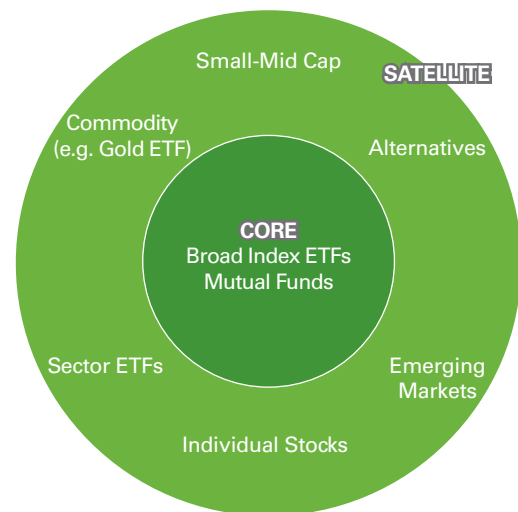 Small-Mid Cap
SATELLITE
Commodity
(e.g. Gold ETF)
Alternatives
CORE
Broad Index ETFs
Mutual Funds
Sector ETFs
Emerging
Markets
Individual Stocks